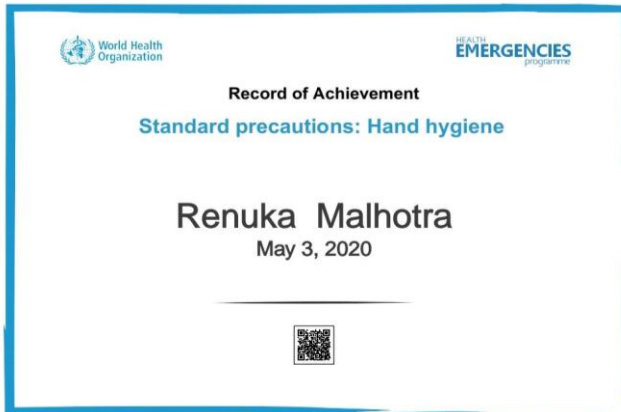 World Health
Organization
HEALTH
EMERGENCIES
programme
Record of Achievement
Standard precautions: Hand hygiene
Renuka Malhotra
May 3, 2020